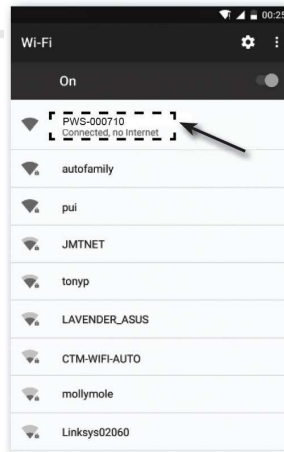 00:25
Wi-Fi
On
PWS-000710
Connected, no Internet
autofamily
pui
JMTNET
tonyp
LAVENDER_ASUS
CTM-WIFI-AUTO
mollymole
Linksys02060